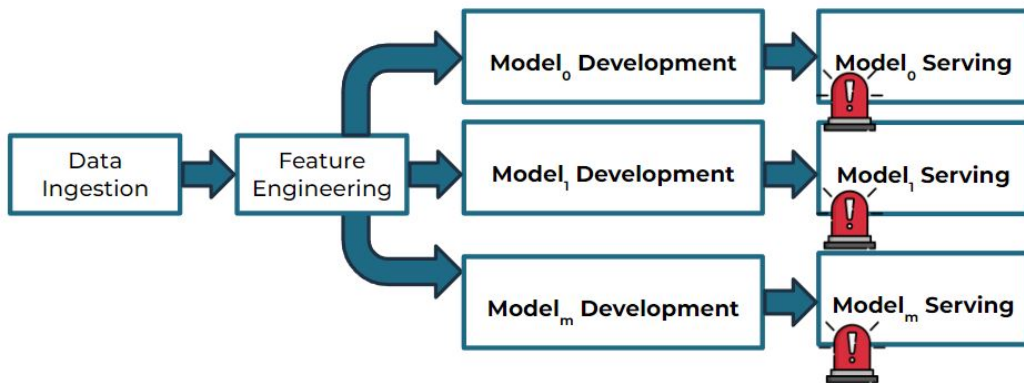 Data
Ingestion
Feature
Engineering
Model₀ Development
Model₀ Serving
Model₁ Development
Model₁ Serving
Modelₘ Development
Modelₘ Serving